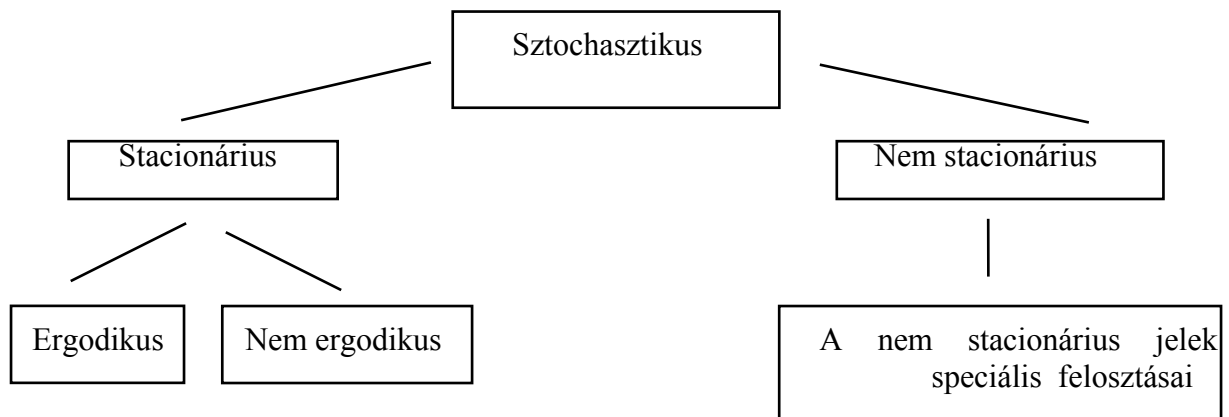 Sztochasztikus
Stacionárius
Nem stacionárius
Ergodikus
Nem ergodikus
A nem stacionárius jelek
speciális felosztásai